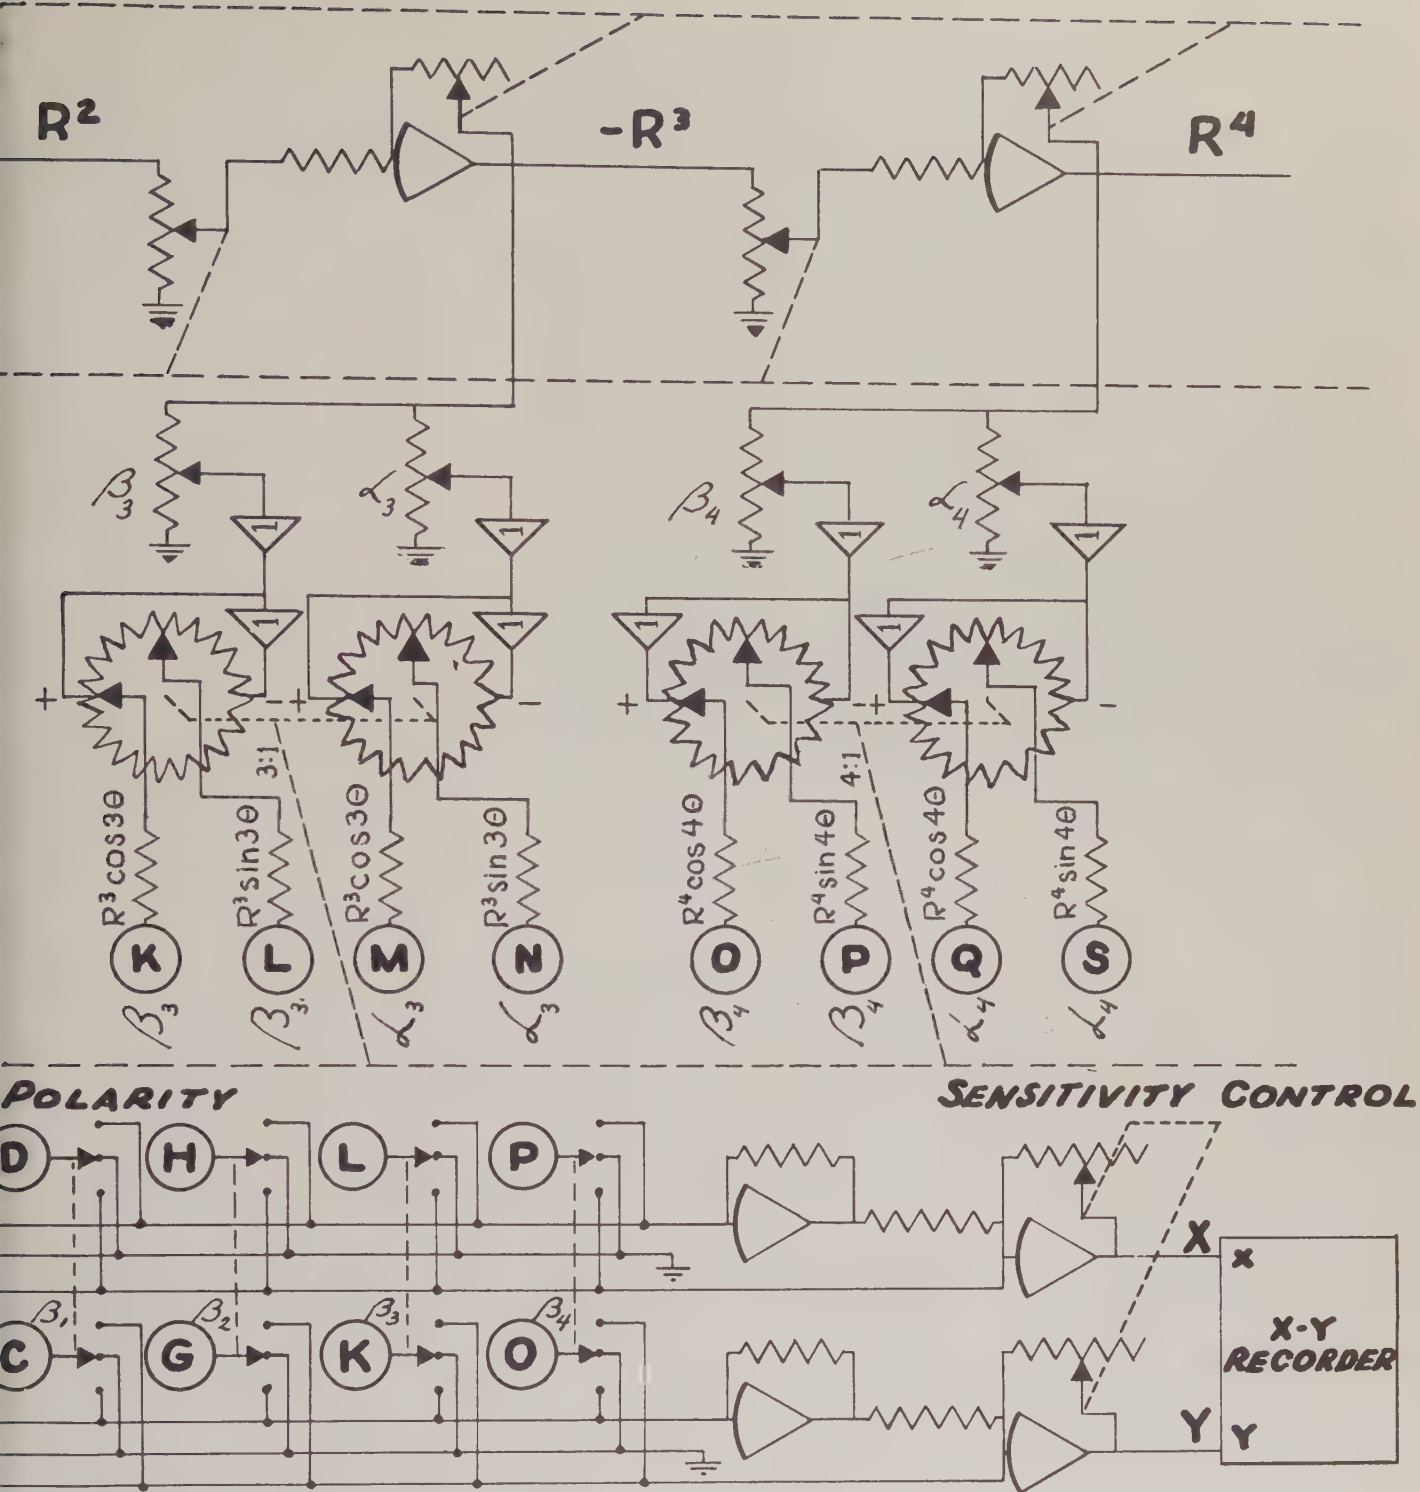 R² -R³ R⁴
β₃ α₃ β₄ α₄
1 1 1 1
1 1 1 1
+ - + - + - + -
3:1 4:1
R³cos3θ R³sin3θ R³cos3θ R³sin3θ R⁴cos4θ R⁴sin4θ R⁴cos4θ R⁴sin4θ
K L M N O P Q S
β₃ β₃ α₃ α₃ β₄ β₄ α₄ α₄
POLARITY SENSITIVITY CONTROL
D H L P
X X
β₁ β₂ β₃ β₄
C G K O
X-Y
RECORDER
Y Y